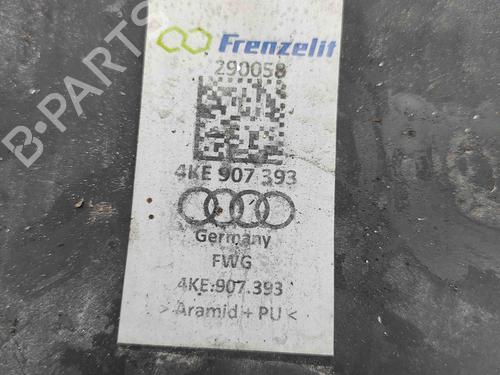 Frenzelit
290058
4KE 907 393
Germany
FWG
4KE.907.393
> Aramid + PU <
B-PARTS